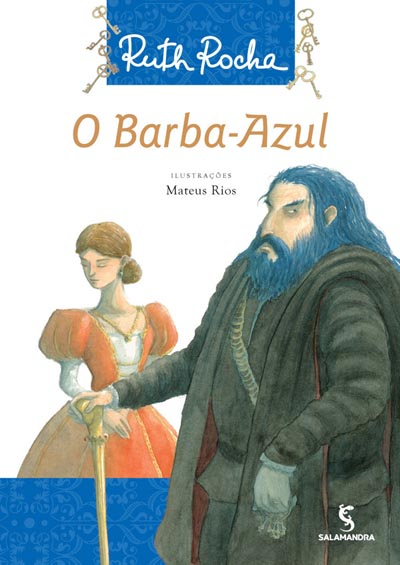 Ruth Rocha
O Barba-Azul
ILUSTRAÇÕES
Mateus Rios
SALAMANDRA